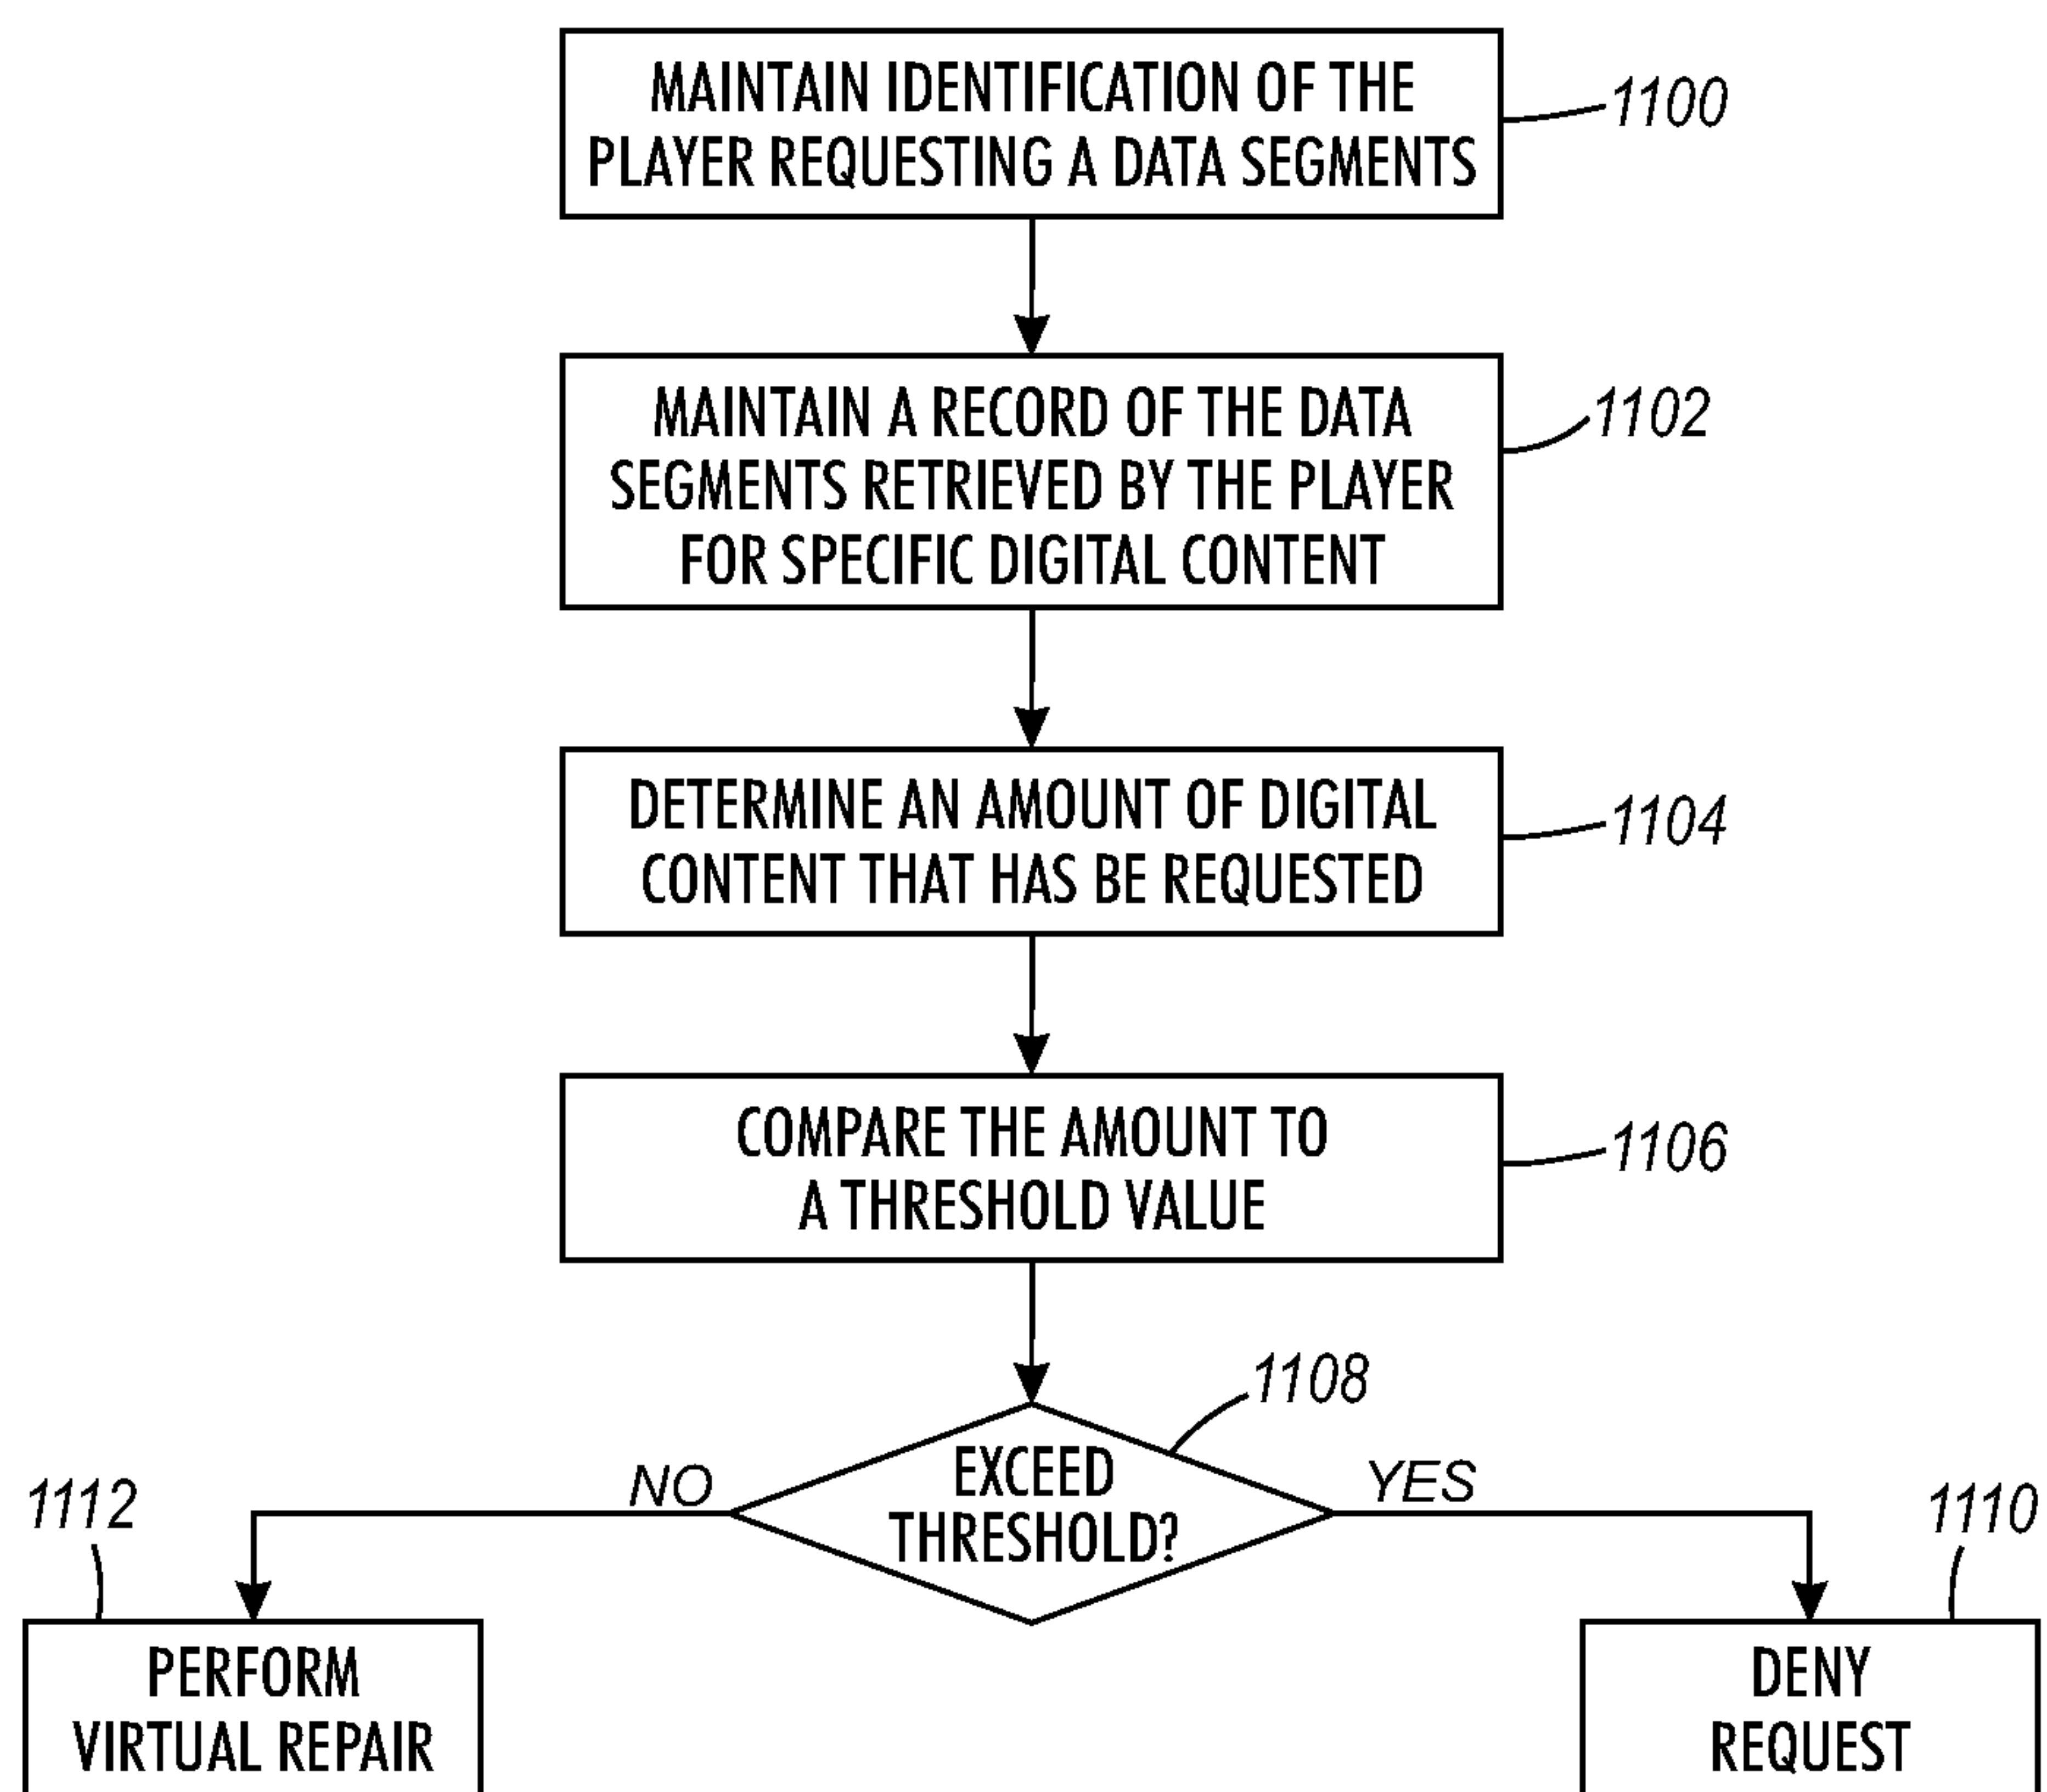 MAINTAIN IDENTIFICATION OF THE
PLAYER REQUESTING A DATA SEGMENTS
1100
MAINTAIN A RECORD OF THE DATA
SEGMENTS RETRIEVED BY THE PLAYER
FOR SPECIFIC DIGITAL CONTENT
1102
DETERMINE AN AMOUNT OF DIGITAL
CONTENT THAT HAS BE REQUESTED
1104
COMPARE THE AMOUNT TO
A THRESHOLD VALUE
1106
1108
EXCEED
THRESHOLD?
NO
YES
1112
1110
PERFORM
VIRTUAL REPAIR
DENY
REQUEST